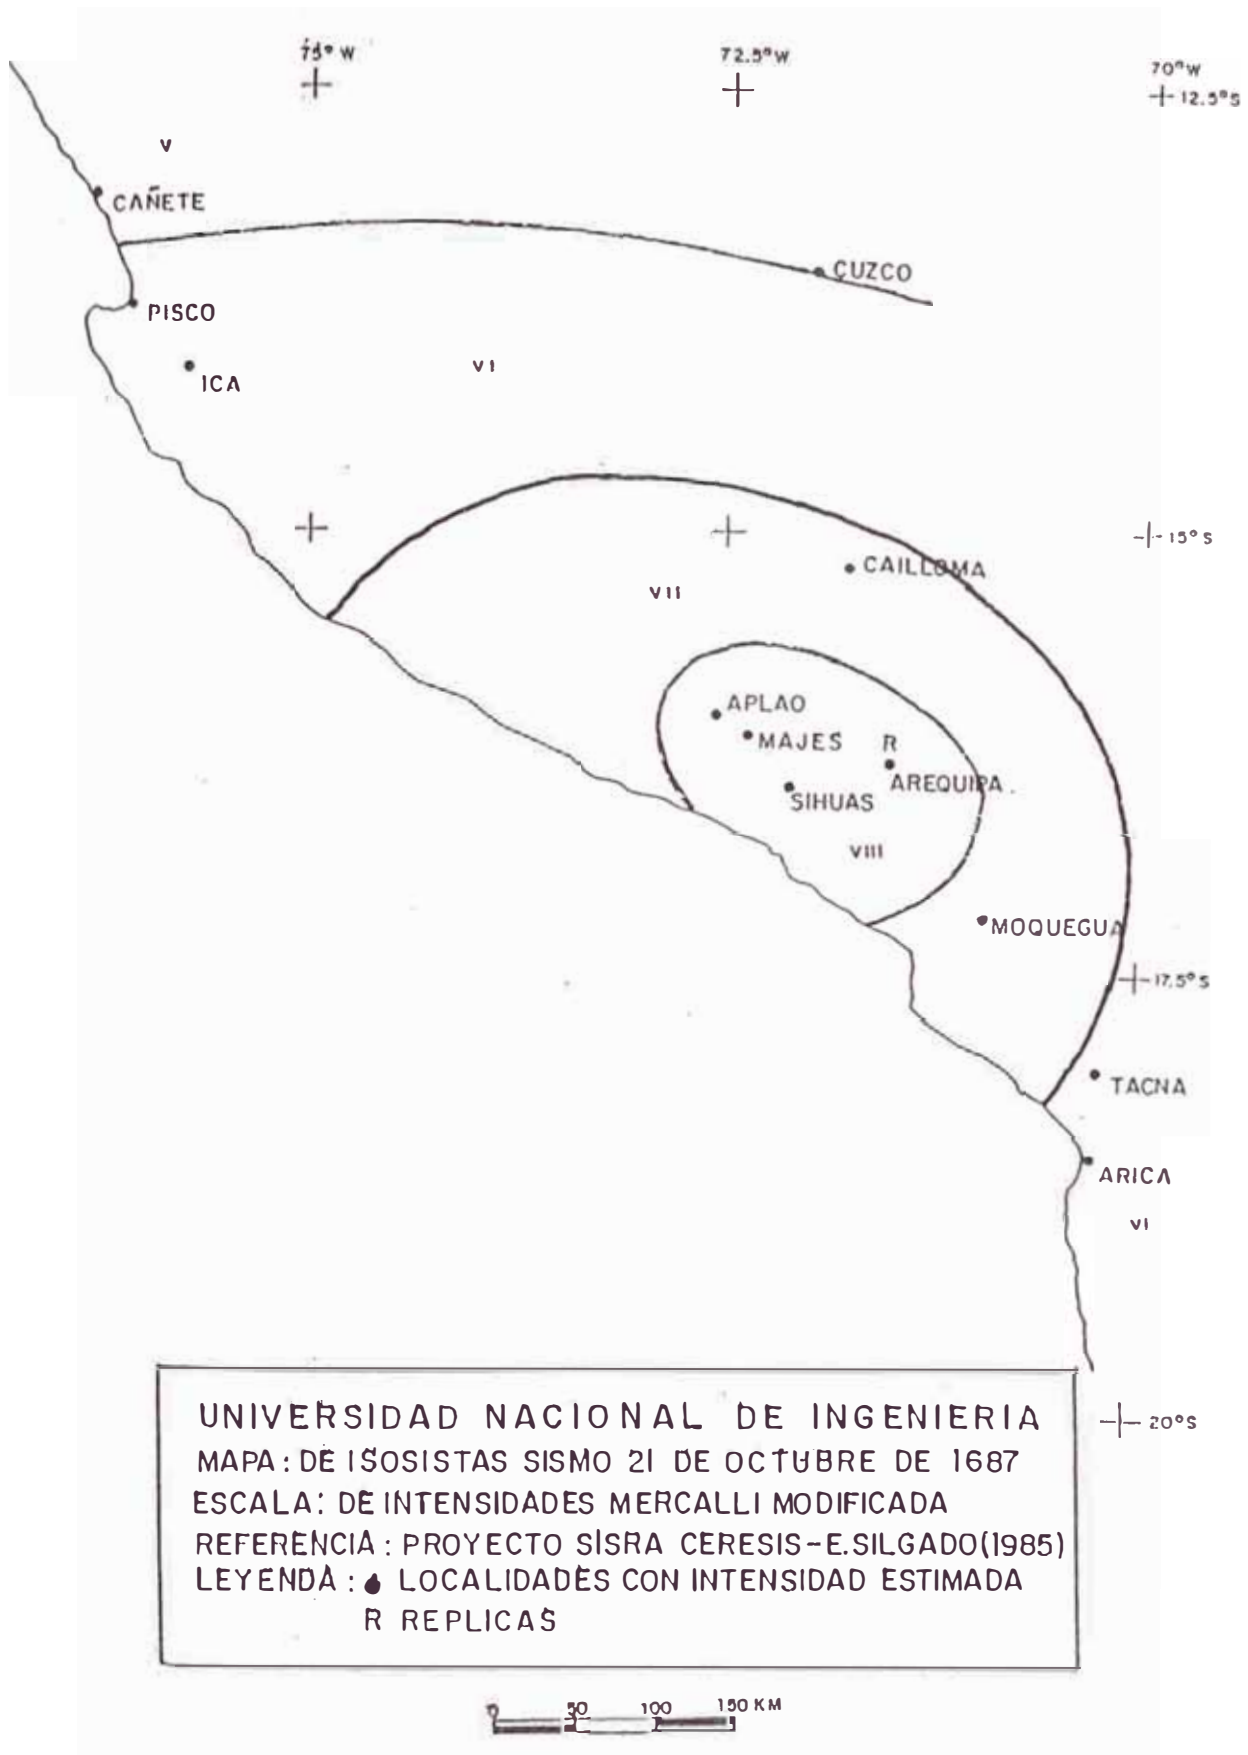 75° W
72.5° W
70° W
12.5° S
V
CAÑETE
CUZCO
PISCO
VI
ICA
15° S
CAILLOMA
VII
APLAO
MAJES
R
AREQUIPA
SIHUAS
VIII
MOQUEGUA
17.5° S
TACNA
ARICA
VI
UNIVERSIDAD NACIONAL DE INGENIERIA
20° S
MAPA: DE ISOSISTAS SISMO 21 DE OCTUBRE DE 1687
ESCALA: DE INTENSIDADES MERCALLI MODIFICADA
REFERENCIA: PROYECTO SISRA CERESIS-E.SILGADO(1985)
LEYENDA: LOCALIDADES CON INTENSIDAD ESTIMADA
R REPLICAS
0 50 100 150 KM